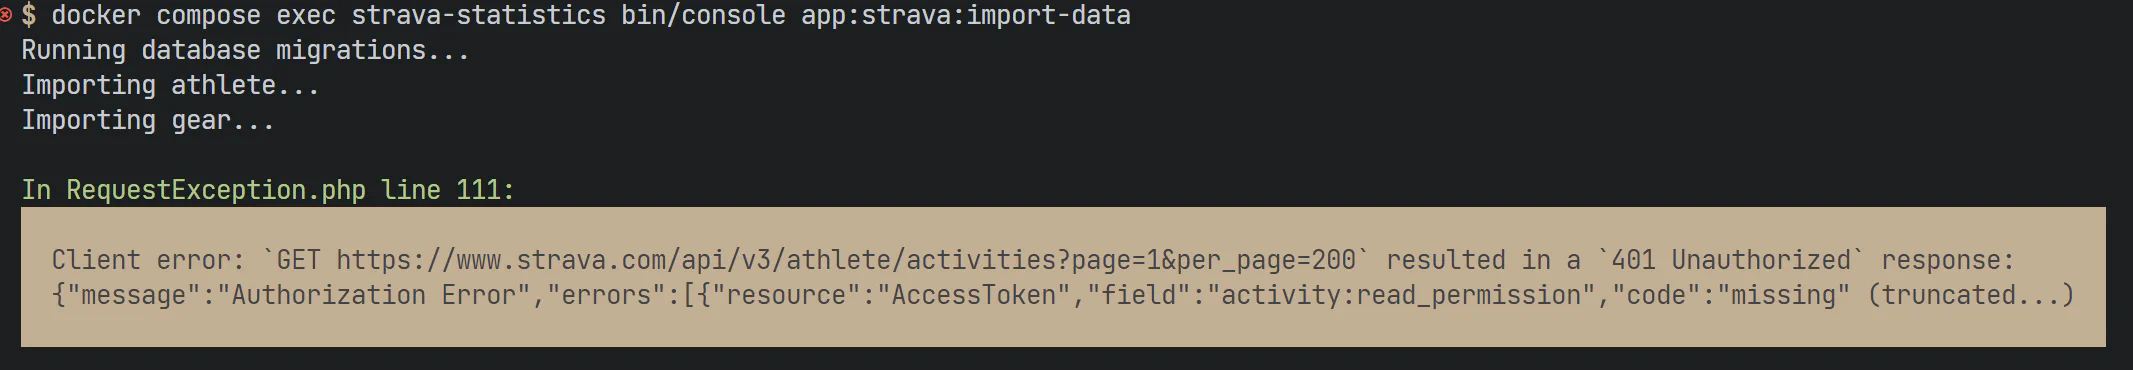 $ docker compose exec strava-statistics bin/console app:strava:import-data
Running database migrations...
Importing athlete...
Importing gear...
In RequestException.php line 111:
Client error: `GET https://www.strava.com/api/v3/athlete/activities?page=1&per_page=200` resulted in a `401 Unauthorized` response:
{"message":"Authorization Error","errors":[{"resource":"AccessToken","field":"activity:read_permission","code":"missing" (truncated...)